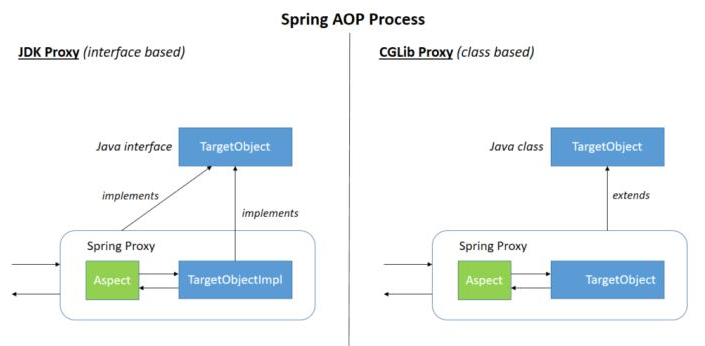 Spring AOP Process
JDK Proxy (interface based)
Java interface
TargetObject
implements
implements
Spring Proxy
Aspect
TargetObjectImpl
CGLib Proxy (class based)
Java class
TargetObject
extends
Spring Proxy
Aspect
TargetObject